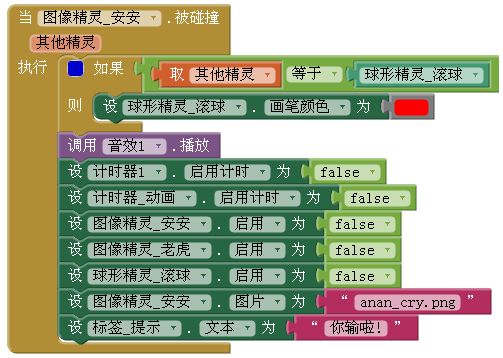 当 图像精灵_安安 .被碰撞
其他精灵
执行 如果 取 其他精灵 等于 球形精灵_滚球
则 设 球形精灵_滚球 . 画笔颜色 为
调用 音效1 .播放
设 计时器1 . 启用计时 为 false
设 计时器_动画 . 启用计时 为 false
设 图像精灵_安安 . 启用 为 false
设 图像精灵_老虎 . 启用 为 false
设 球形精灵_滚球 . 启用 为 false
设 图像精灵_安安 . 图片 为 “ anan_cry.png ”
设 标签_提示 . 文本 为 “ 你输啦! ”